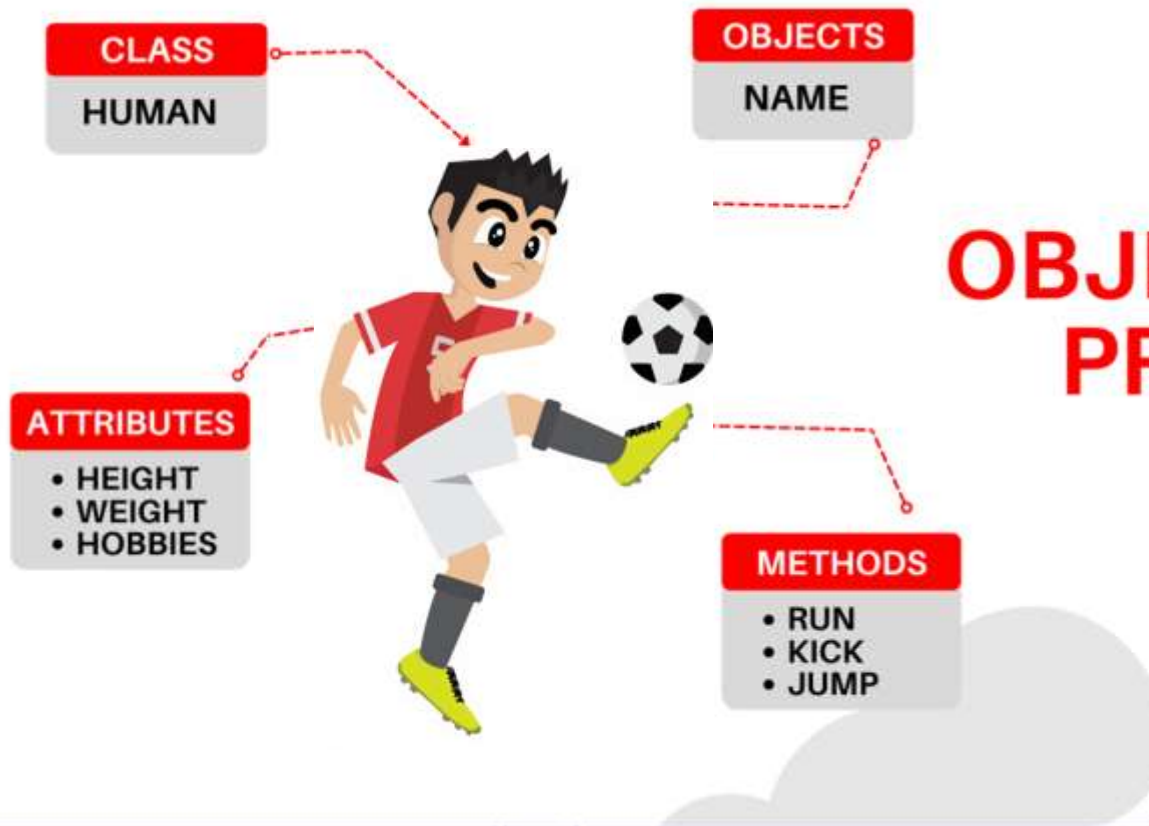 CLASS
HUMAN
OBJECTS
NAME
ATTRIBUTES
• HEIGHT
• WEIGHT
• HOBBIES
METHODS
• RUN
• KICK
• JUMP